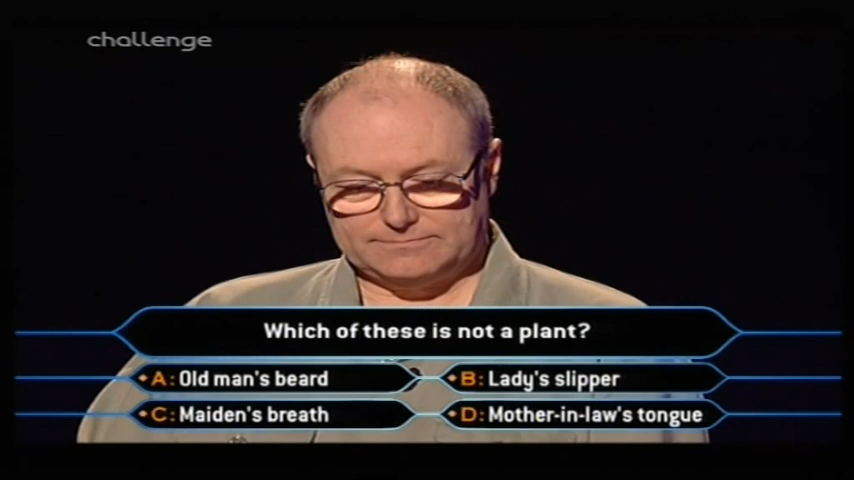 challenge
Which of these is not a plant?
A: Old man's beard
B: Lady's slipper
C: Maiden's breath
D: Mother-in-law's tongue